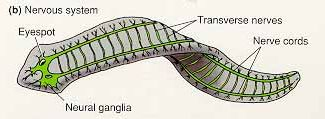 (b) Nervous system
Eyespot
Transverse nerves
Nerve cords
Neural ganglia